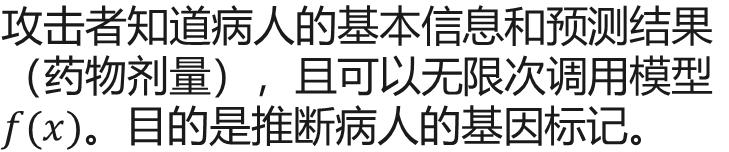 攻击者知道病人的基本信息和预测结果
（药物剂量），且可以无限次调用模型
𝑓(𝑥)。目的是推断病人的基因标记。